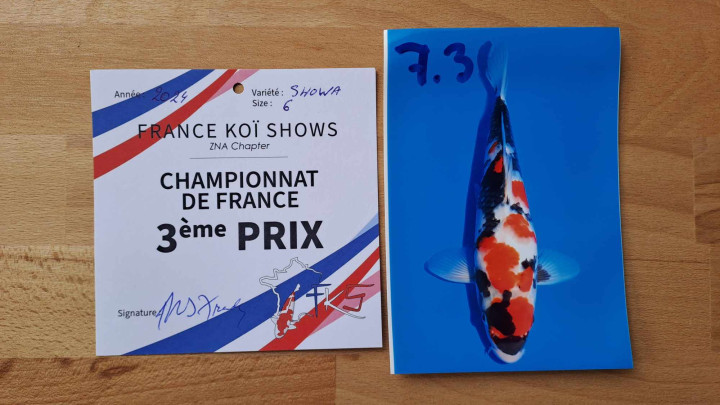 Année: 2024
Variété : SHOWA
Size : 6
FRANCE KOÏ SHOWS
ZNA Chapter
CHAMPIONNAT
DE FRANCE
3ème PRIX
Signature
FKS